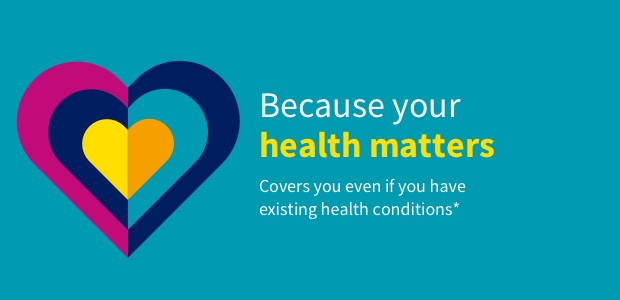 Because your
health matters
Covers you even if you have
existing health conditions*